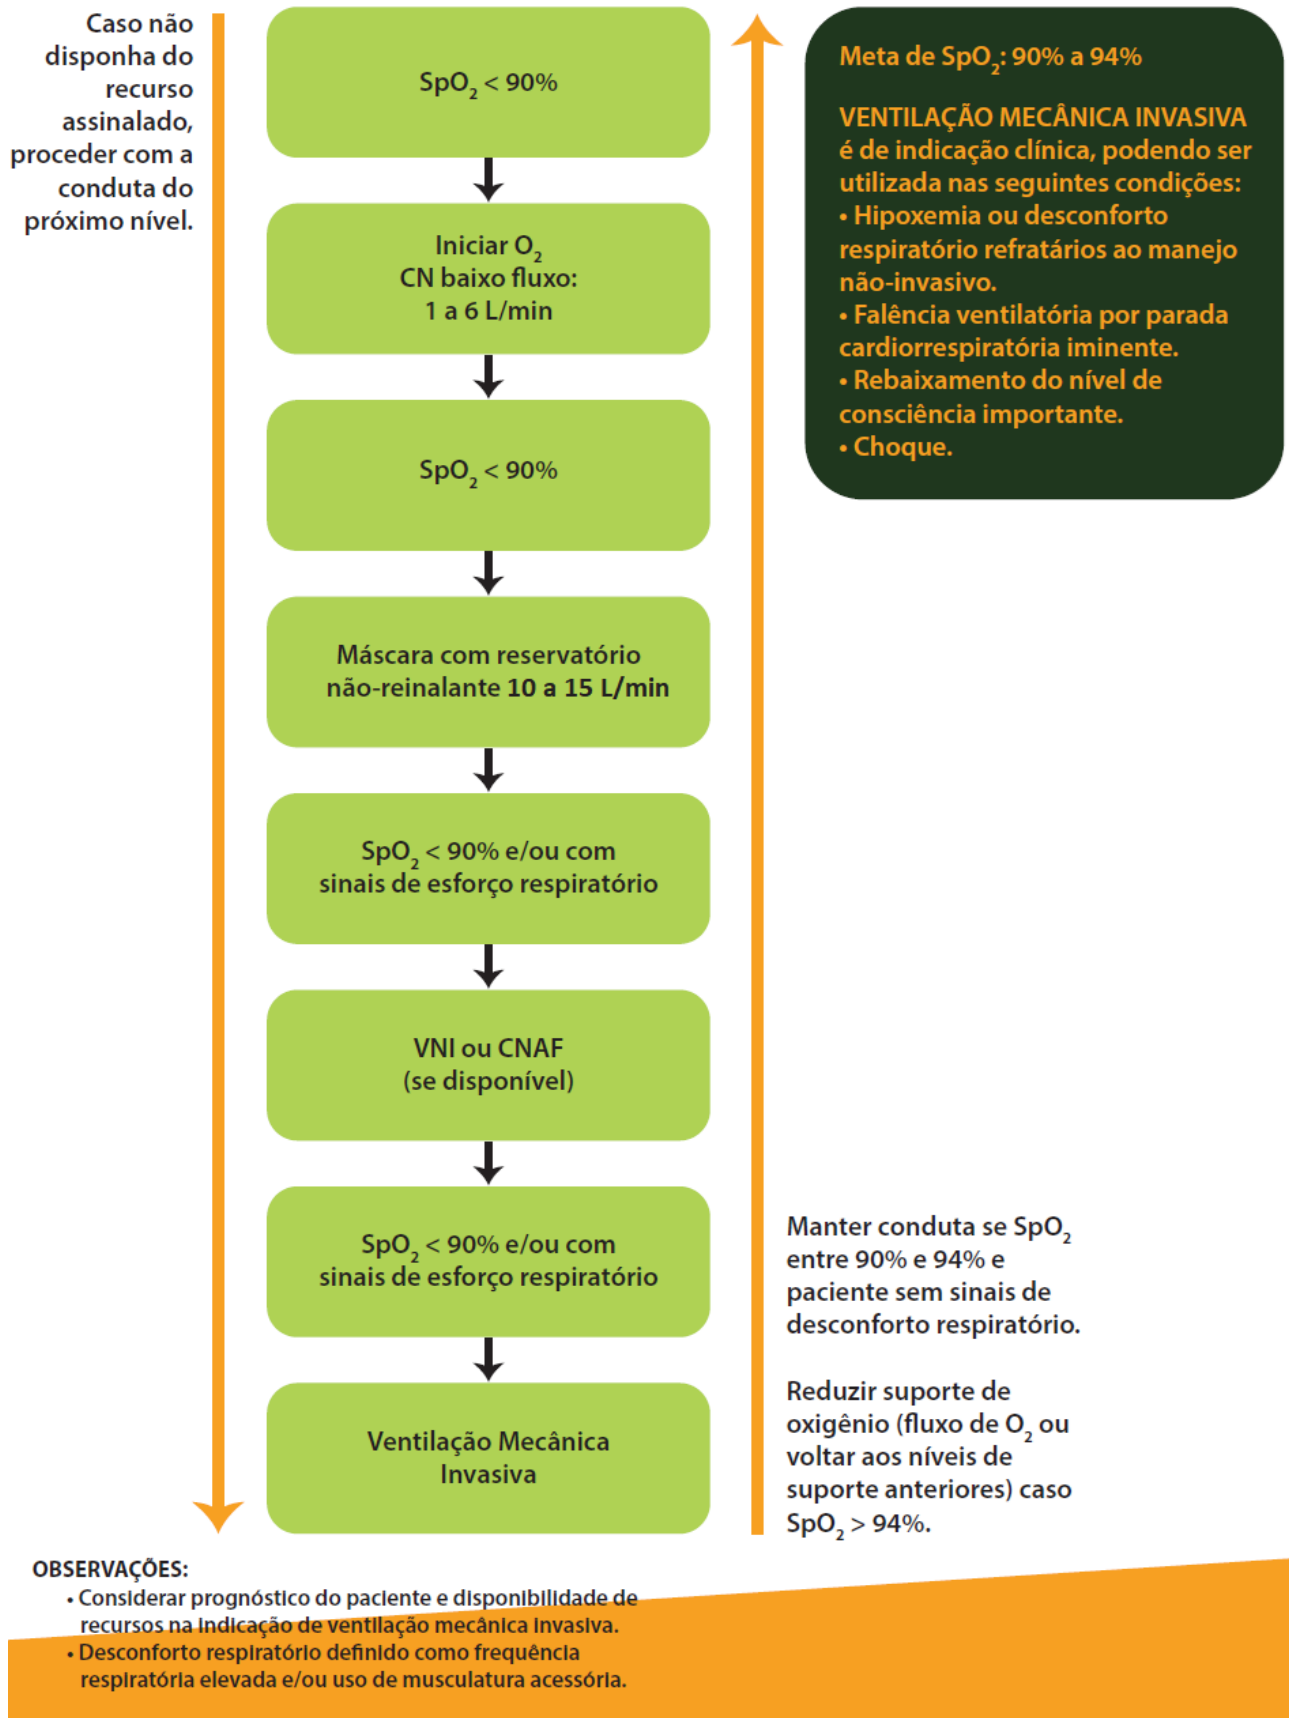 Caso não
disponha do
recurso
assinalado,
proceder com a
conduta do
próximo nível.
SpO₂ < 90%
Iniciar O₂
CN baixo fluxo:
1 a 6 L/min
SpO₂ < 90%
Máscara com reservatório
não-reinalante 10 a 15 L/min
SpO₂ < 90% e/ou com
sinais de esforço respiratório
VNI ou CNAF
(se disponível)
SpO₂ < 90% e/ou com
sinais de esforço respiratório
Ventilação Mecânica
Invasiva
Meta de SpO₂: 90% a 94%
VENTILAÇÃO MECÂNICA INVASIVA
é de indicação clínica, podendo ser
utilizada nas seguintes condições:
• Hipoxemia ou desconforto
respiratório refratários ao manejo
não-invasivo.
• Falência ventilatória por parada
cardiorrespiratória iminente.
• Rebaixamento do nível de
consciência importante.
• Choque.
Manter conduta se SpO₂
entre 90% e 94% e
paciente sem sinais de
desconforto respiratório.
Reduzir suporte de
oxigênio (fluxo de O₂ ou
voltar aos níveis de
suporte anteriores) caso
SpO₂ > 94%.
OBSERVAÇÕES:
• Considerar prognóstico do paciente e disponibilidade de
recursos na indicação de ventilação mecânica invasiva.
• Desconforto respiratório definido como frequência
respiratória elevada e/ou uso de musculatura acessória.